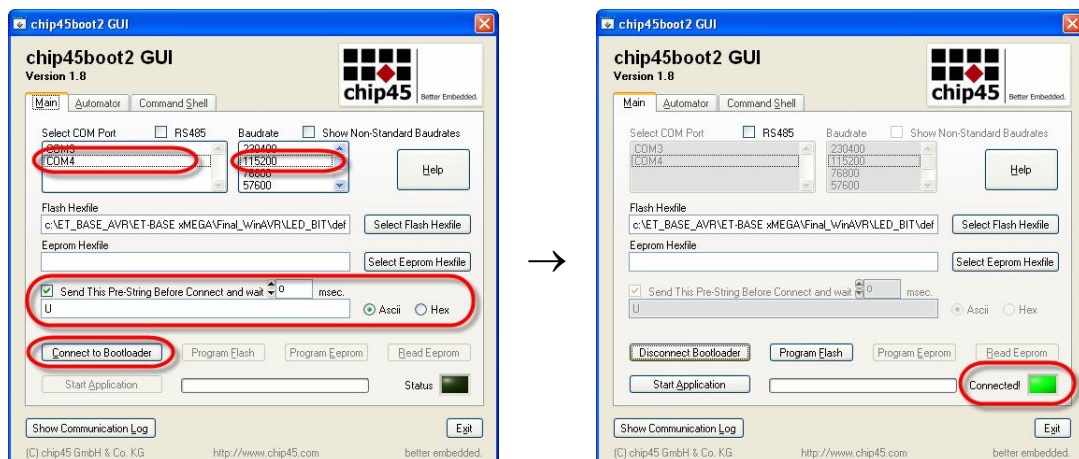 chip45boot2 GUI
chip45boot2 GUI
Version 1.8
chip45 Better Embedded.
Main Automator Command Shell
Select COM Port RS485 Baudrate Show Non-Standard Baudrates
COM3 230400
COM4 115200
76800
57600
Help
Flash Hexfile
c:\ET_BASE_AVR\ET-BASE xMEGA\Final_WinAVR\LED_BIT\def Select Flash Hexfile
Eeprom Hexfile
Select Eeprom Hexfile
Send This Pre-String Before Connect and wait 0 msec.
U Ascii Hex
Connect to Bootloader Program Flash Program Eeprom Read Eeprom
Start Application Status
Show Communication Log Exit
(C) chip45 GmbH & Co. KG http://www.chip45.com better embedded.
→
chip45boot2 GUI
chip45boot2 GUI
Version 1.8
chip45 Better Embedded.
Main Automator Command Shell
Select COM Port RS485 Baudrate Show Non-Standard Baudrates
COM3 230400
COM4 115200
76800
57600
Help
Flash Hexfile
c:\ET_BASE_AVR\ET-BASE xMEGA\Final_WinAVR\LED_BIT\def Select Flash Hexfile
Eeprom Hexfile
Select Eeprom Hexfile
Send This Pre-String Before Connect and wait 0 msec.
U Ascii Hex
Disconnect Bootloader Program Flash Program Eeprom Read Eeprom
Start Application Connected!
Show Communication Log Exit
(C) chip45 GmbH & Co. KG http://www.chip45.com better embedded.